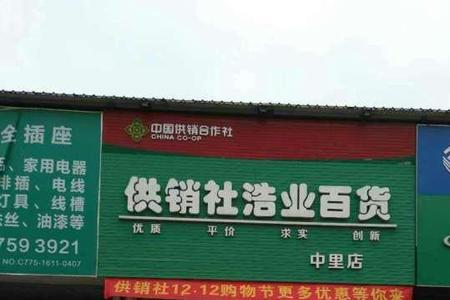 全插座
、家用电器
排插、电线
灯具、线槽
丝、油漆等
759 3921
NO:C775-1611-0407
中国供销合作社
CHINA CO-OP
供销社浩业百货
优质 平价 求实 创新
中里店
供销社12·12购物节更多优惠等你来